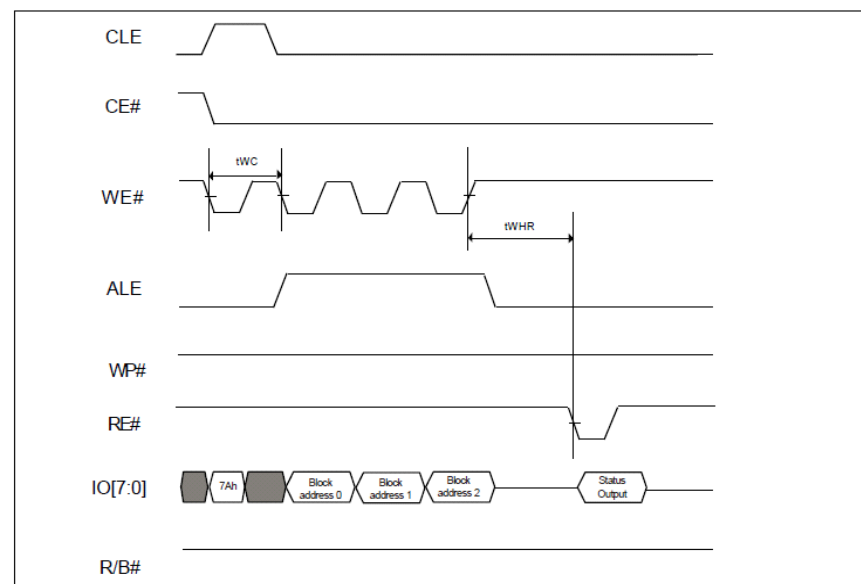 CLE
CE#
tWC
WE#
tWHR
ALE
WP#
RE#
IO[7:0]
7Ah
Block
address 0
Block
address 1
Block
address 2
Status
Output
R/B#